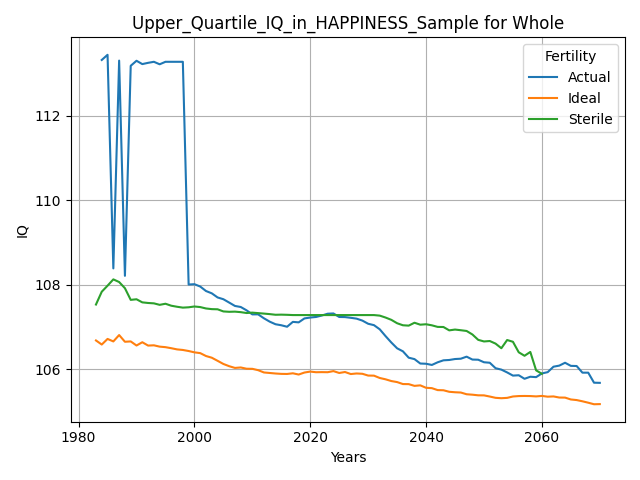 Upper_Quartile_IQ_in_HAPPINESS_Sample for Whole
Fertility
Actual
Ideal
Sterile
IQ
112
110
108
106
1980
2000
2020
2040
2060
Years